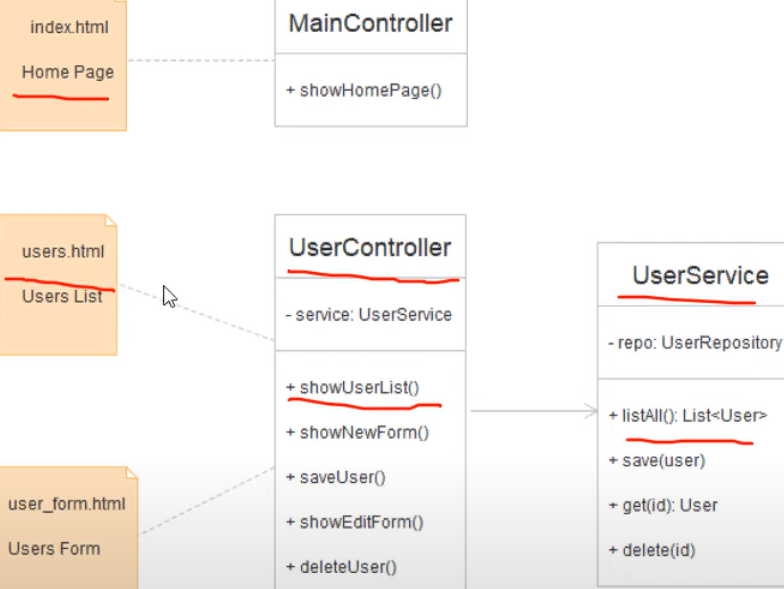 index.html
Home Page
MainController
+ showHomePage()
users.html
Users List
UserController
- service: UserService
+ showUserList()
+ showNewForm()
+ saveUser()
+ showEditForm()
+ deleteUser()
UserService
- repo: UserRepository
+ listAll(): List<User>
+ save(user)
+ get(id): User
+ delete(id)
user_form.html
Users Form